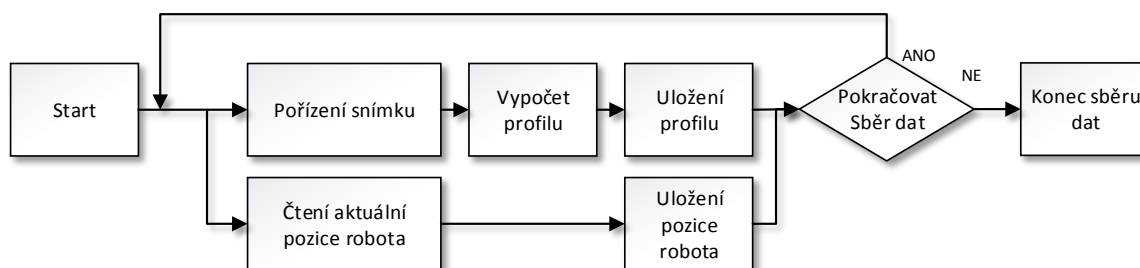 ANO
NE
Start
Pořízení snímku
Vypočet
profilu
Uložení
profilu
Pokračovat
Sběr dat
Konec sběru
dat
Čtení aktuální
pozice robota
Uložení
pozice
robota